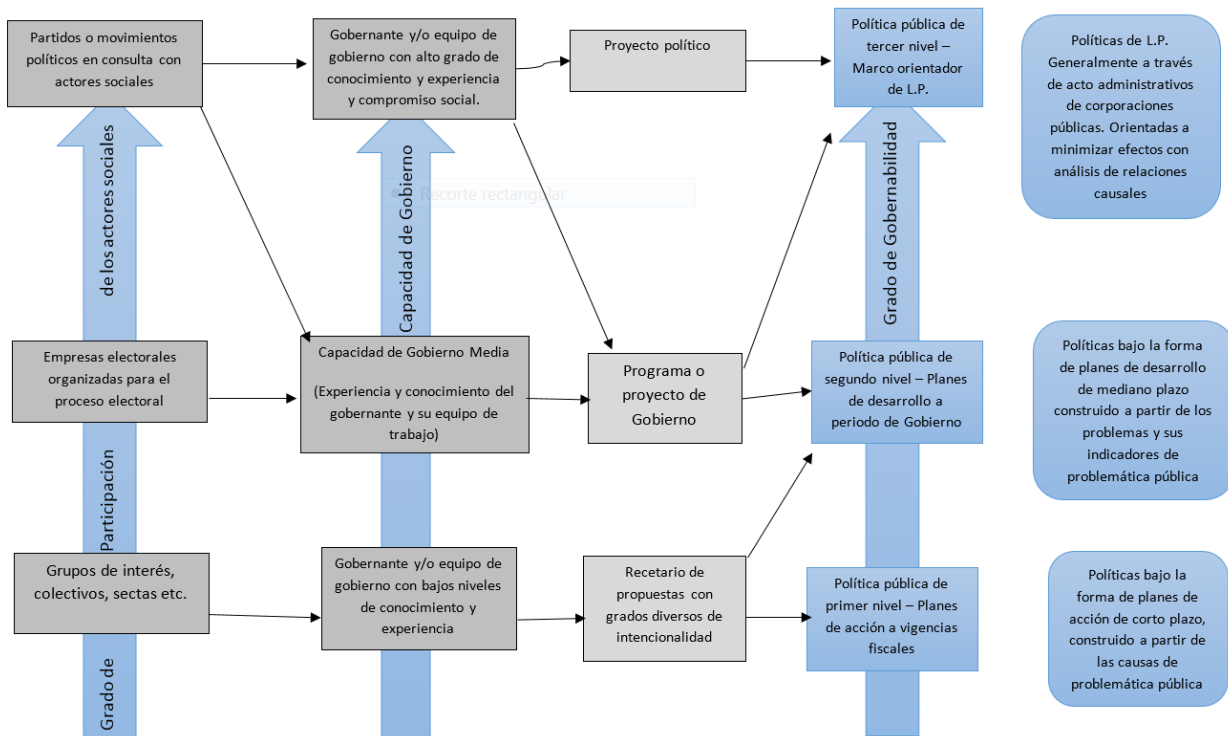 Partidos o movimientos
políticos en consulta con
actores sociales
Gobernante y/o equipo de
gobierno con alto grado de
conocimiento y experiencia
y compromiso social.
Proyecto político
Política pública de
tercer nivel –
Marco orientador
de L.P.
Políticas de L.P.
Generalmente a través
de acto administrativos
de corporaciones
públicas. Orientadas a
minimizar efectos con
análisis de relaciones
causales
de los actores sociales
Capacidad de Gobierno
Recorte rectangular
Grado de Gobernabilidad
Empresas electorales
organizadas para el
proceso electoral
Capacidad de Gobierno Media
(Experiencia y conocimiento del
gobernante y su equipo de
trabajo)
Programa o
proyecto de
Gobierno
Política pública de
segundo nivel – Planes
de desarrollo a
periodo de Gobierno
Políticas bajo la forma
de planes de desarrollo
de mediano plazo
construido a partir de los
problemas y sus
indicadores de
problemática pública
Participación
Grupos de interés,
colectivos, sectas etc.
Gobernante y/o equipo de
gobierno con bajos niveles
de conocimiento y
experiencia
Recetario de
propuestas con
grados diversos de
intencionalidad
Política pública de
primer nivel – Planes
de acción a vigencias
fiscales
Políticas bajo la
forma de planes de
acción de corto plazo,
construido a partir de
las causas de
problemática pública
Grado de